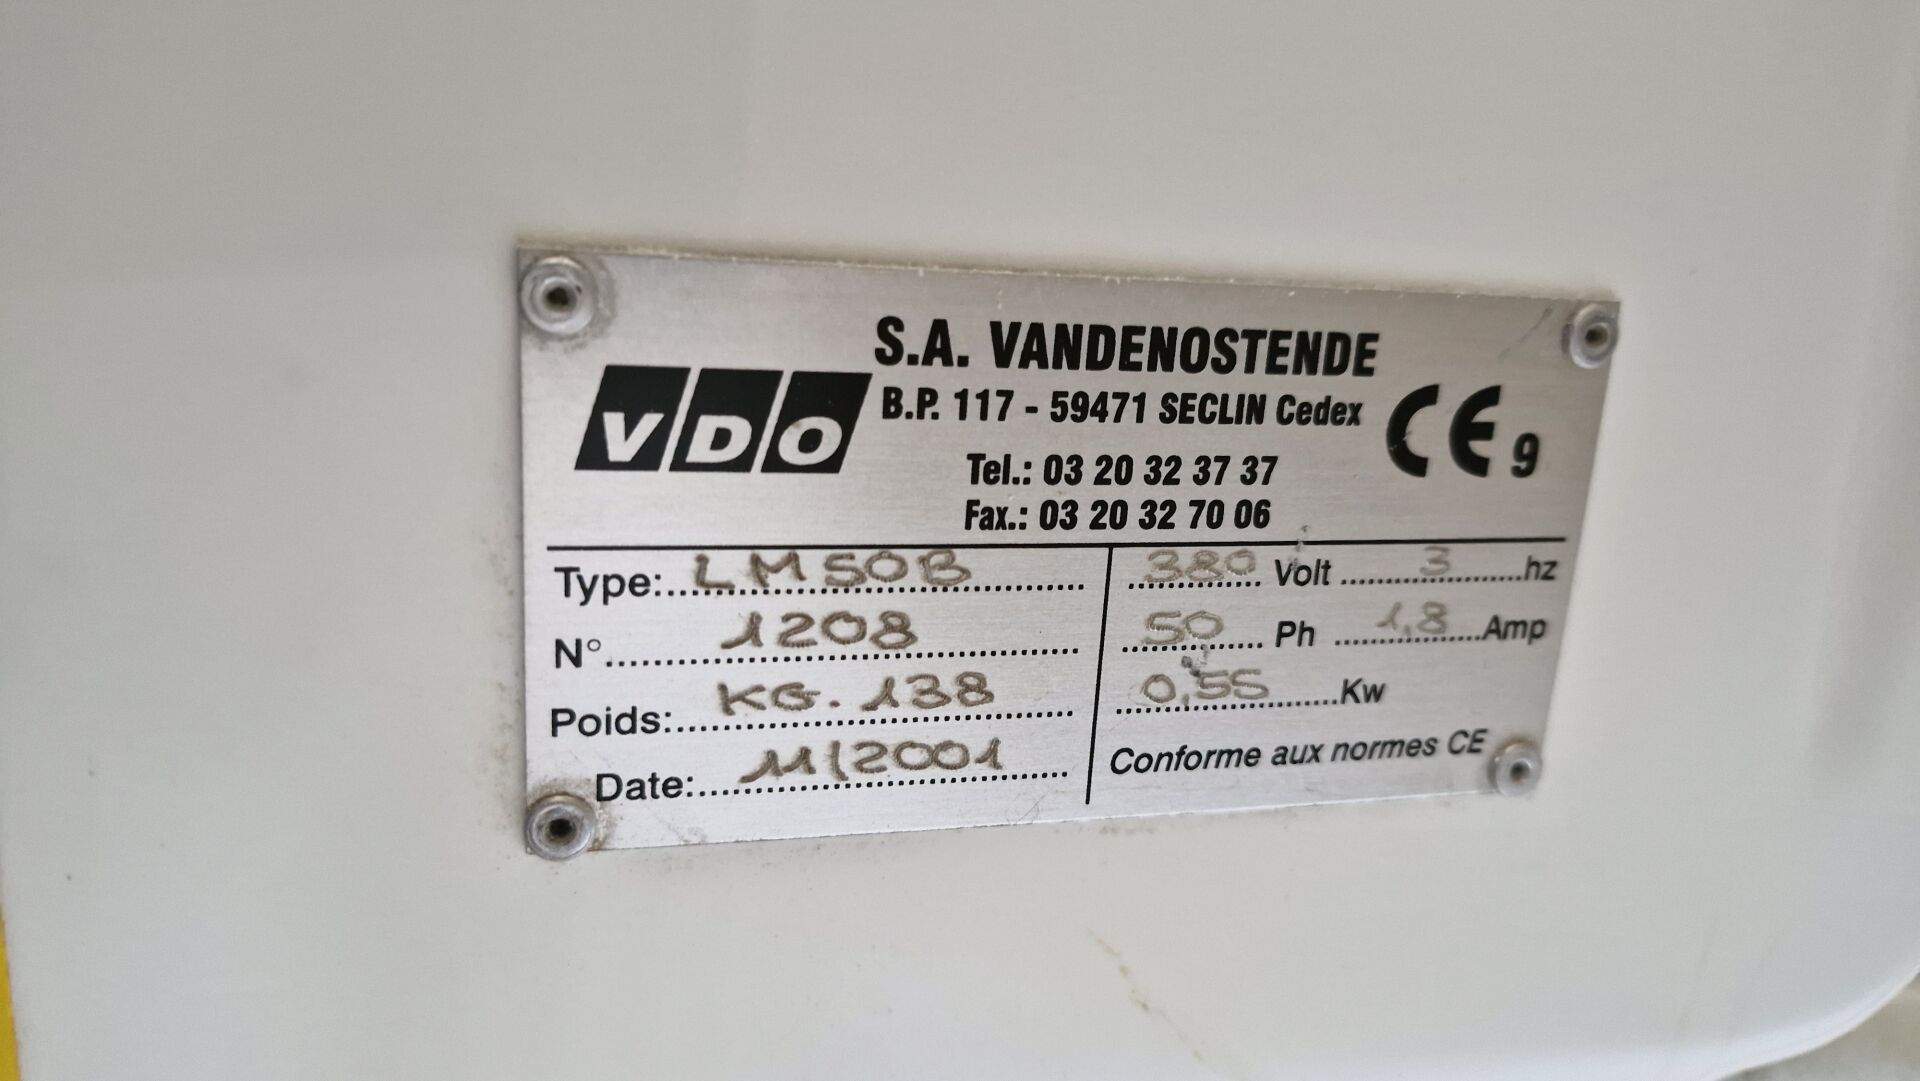 S.A. VANDENOSTENDE
VDO
B.P. 117 - 59471 SECLIN Cedex
CE 9
Tel.: 03 20 32 37 37
Fax.: 03 20 32 70 06
Type: LM50B
N° 1208
Poids: KG. 138
Date: 11/2001
380 Volt 3 hz
50 Ph 1,8 Amp
0,55 Kw
Conforme aux normes CE